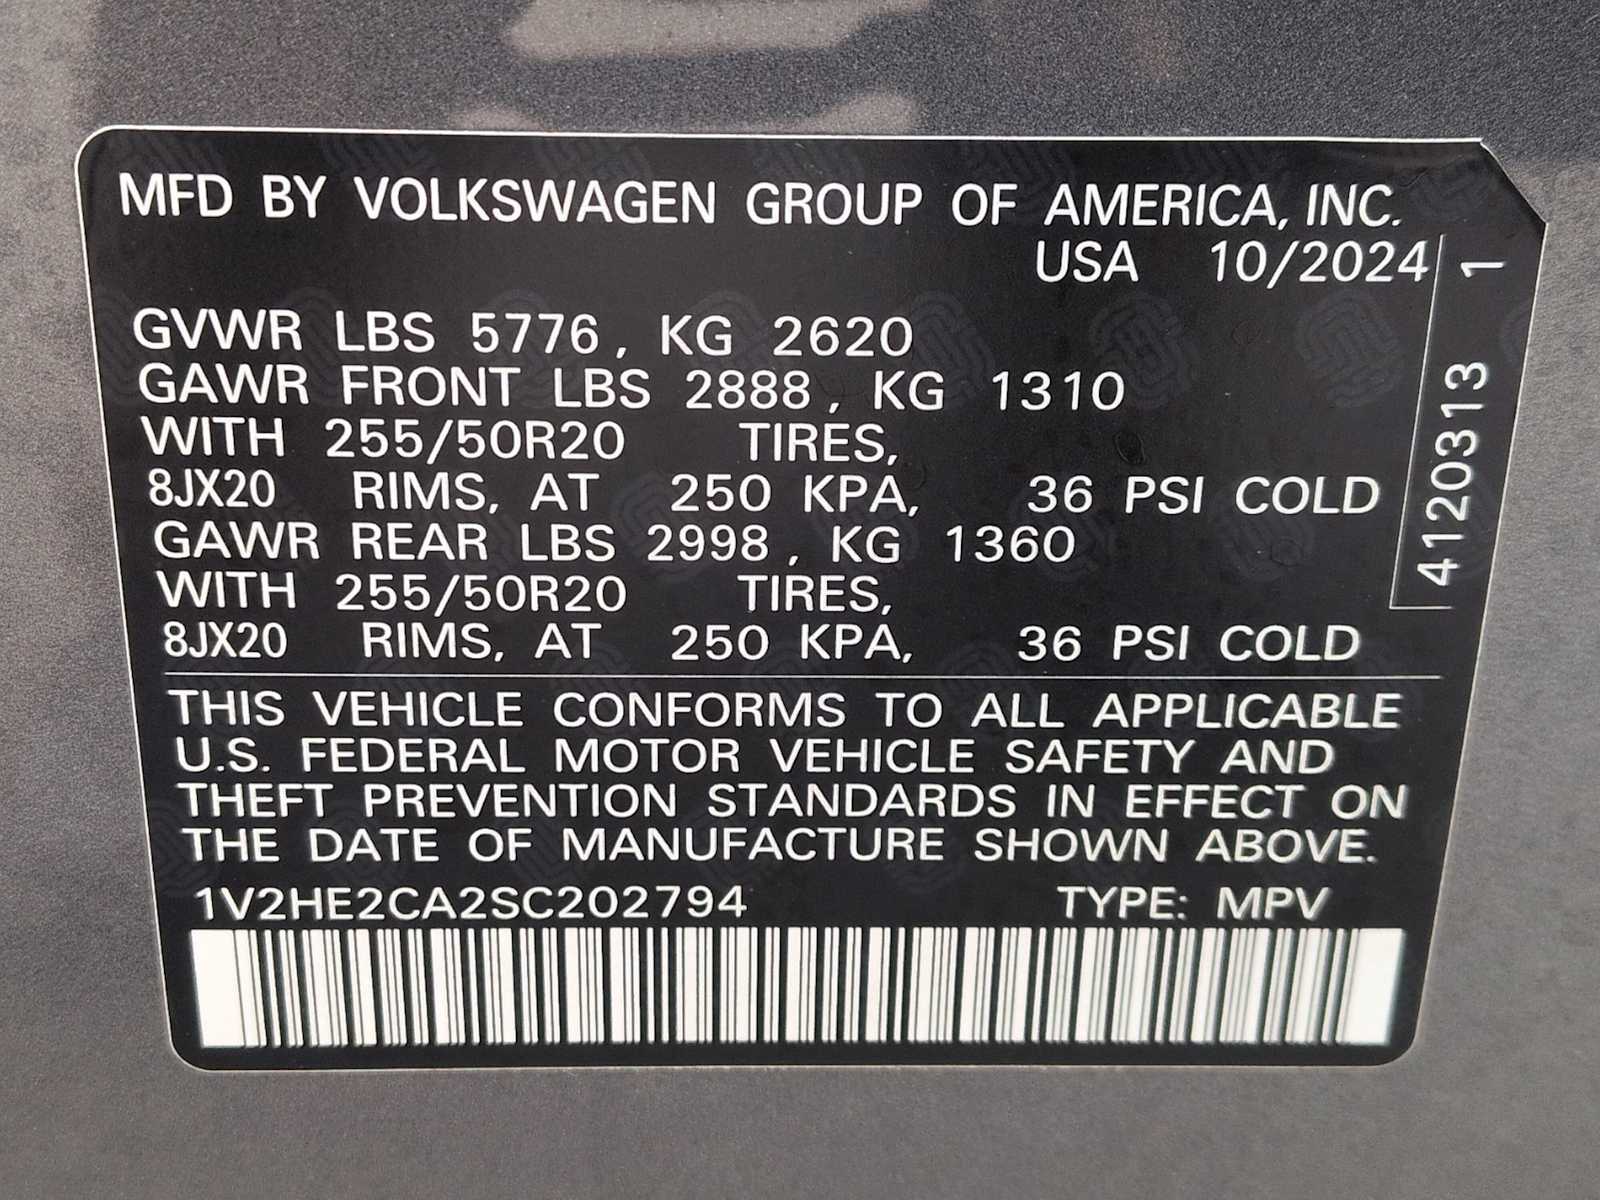 MFD BY VOLKSWAGEN GROUP OF AMERICA, INC.
USA 10/2024
GVWR LBS 5776, KG 2620
GAWR FRONT LBS 2888, KG 1310
WITH 255/50R20 TIRES,
8JX20 RIMS, AT 250 KPA, 36 PSI COLD
GAWR REAR LBS 2998, KG 1360
WITH 255/50R20 TIRES,
8JX20 RIMS, AT 250 KPA, 36 PSI COLD
4120313 1
THIS VEHICLE CONFORMS TO ALL APPLICABLE
U.S. FEDERAL MOTOR VEHICLE SAFETY AND
THEFT PREVENTION STANDARDS IN EFFECT ON
THE DATE OF MANUFACTURE SHOWN ABOVE.
1V2HE2CA2SC202794 TYPE: MPV